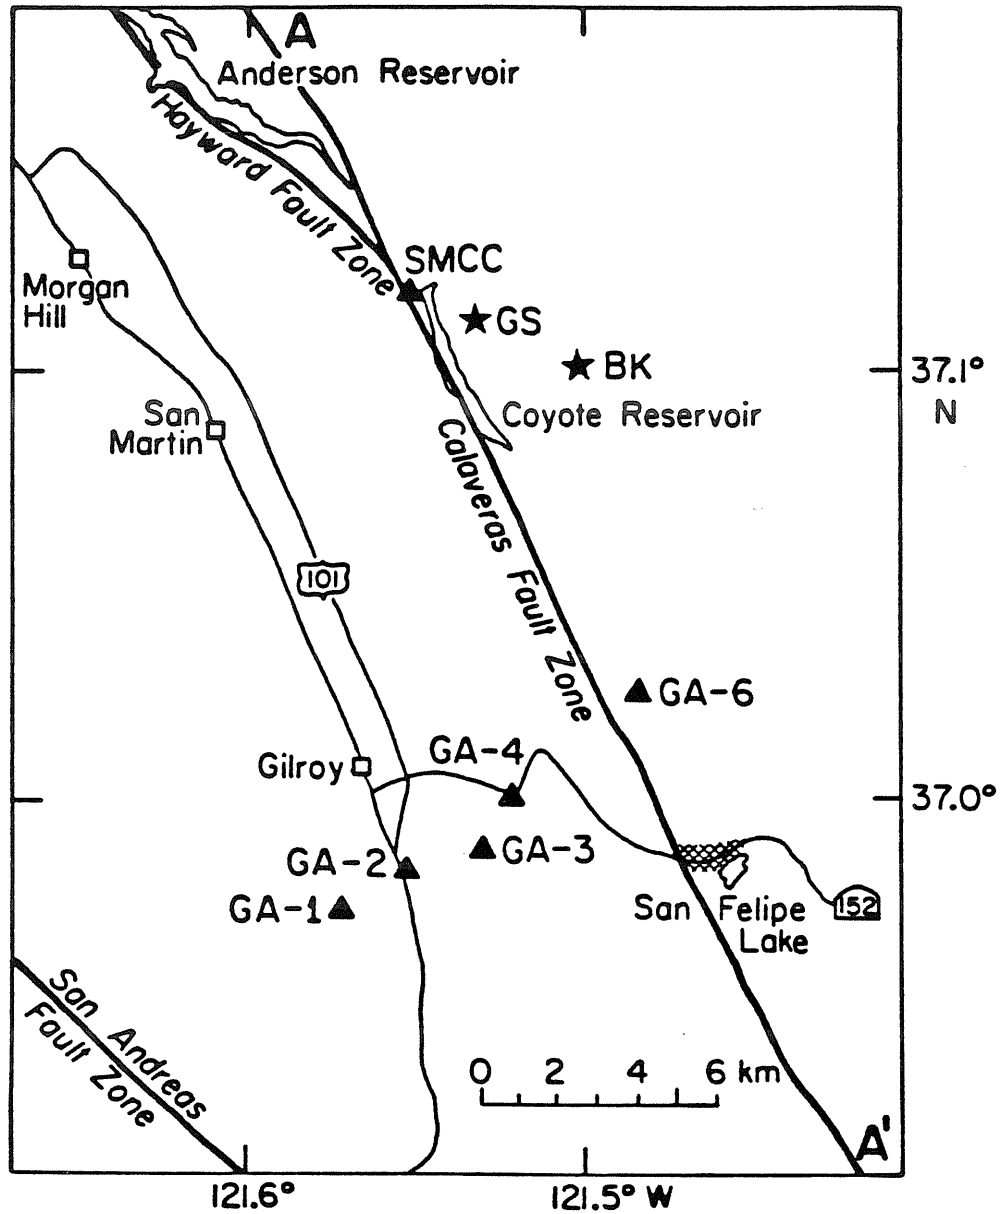 A
Anderson Reservoir
Hayward Fault Zone
SMCC
Morgan
Hill
GS
BK
37.1°
N
Coyote Reservoir
San
Martin
Calaveras Fault Zone
101
GA-6
GA-4
Gilroy
37.0°
GA-3
GA-2
GA-1
San Felipe
Lake
152
San Andreas
Fault Zone
0 2 4 6 km
A'
121.6°
121.5° W